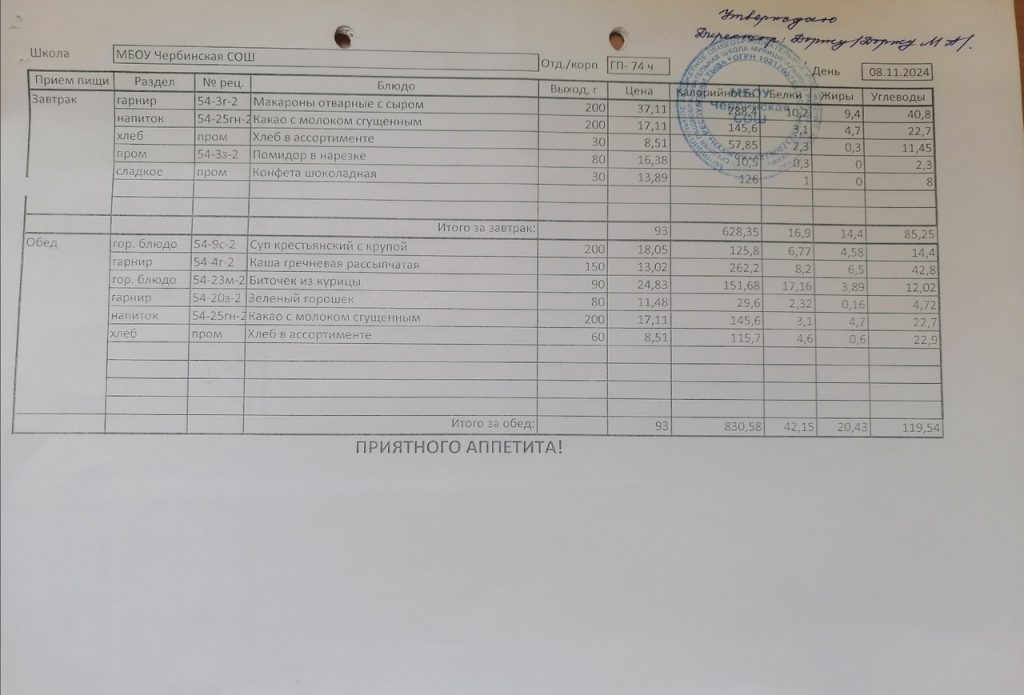 Утверждаю
Директор: Доржу /Доржу М А/.
Школа МБОУ Чербинская СОШ Отд./корп ГП- 74 ч День 08.11.2024
Прием пищи Раздел № рец. Блюдо Выход, г Цена Калорийность Белки Жиры Углеводы
Завтрак гарнир 54-3г-2 Макароны отварные с сыром 200 37,11 288,4 10,2 9,4 40,8
напиток 54-25гн-2 Какао с молоком сгущенным 200 17,11 145,6 3,1 4,7 22,7
хлеб пром Хлеб в ассортименте 30 8,51 57,85 2,3 0,3 11,45
пром 54-3з-2 Помидор в нарезке 80 16,38 10,5 0,3 0 2,3
сладкое пром Конфета шоколадная 30 13,89 126 1 0 8
Итого за завтрак: 93 628,35 16,9 14,4 85,25
Обед гор. блюдо 54-9с-2 Суп крестьянский с крупой 200 18,05 125,8 6,77 4,58 14,4
гарнир 54-4г-2 Каша гречневая рассыпчатая 150 13,02 262,2 8,2 6,5 42,8
гор. блюдо 54-23м-2 Биточек из курицы 90 24,83 151,68 17,16 3,89 12,02
гарнир 54 20з-2 Зеленый горошек 80 11,48 29,6 2,32 0,16 4,72
напиток 54-25гн-2 Какао с молоком сгущенным 200 17,11 145,6 3,1 4,7 22,7
хлеб пром Хлеб в ассортименте 60 8,51 115,7 4,6 0,6 22,9
Итого за обед: 93 830,58 42,15 20,43 119,54
ПРИЯТНОГО АППЕТИТА!
МБОУ
Чербинская
СОШ